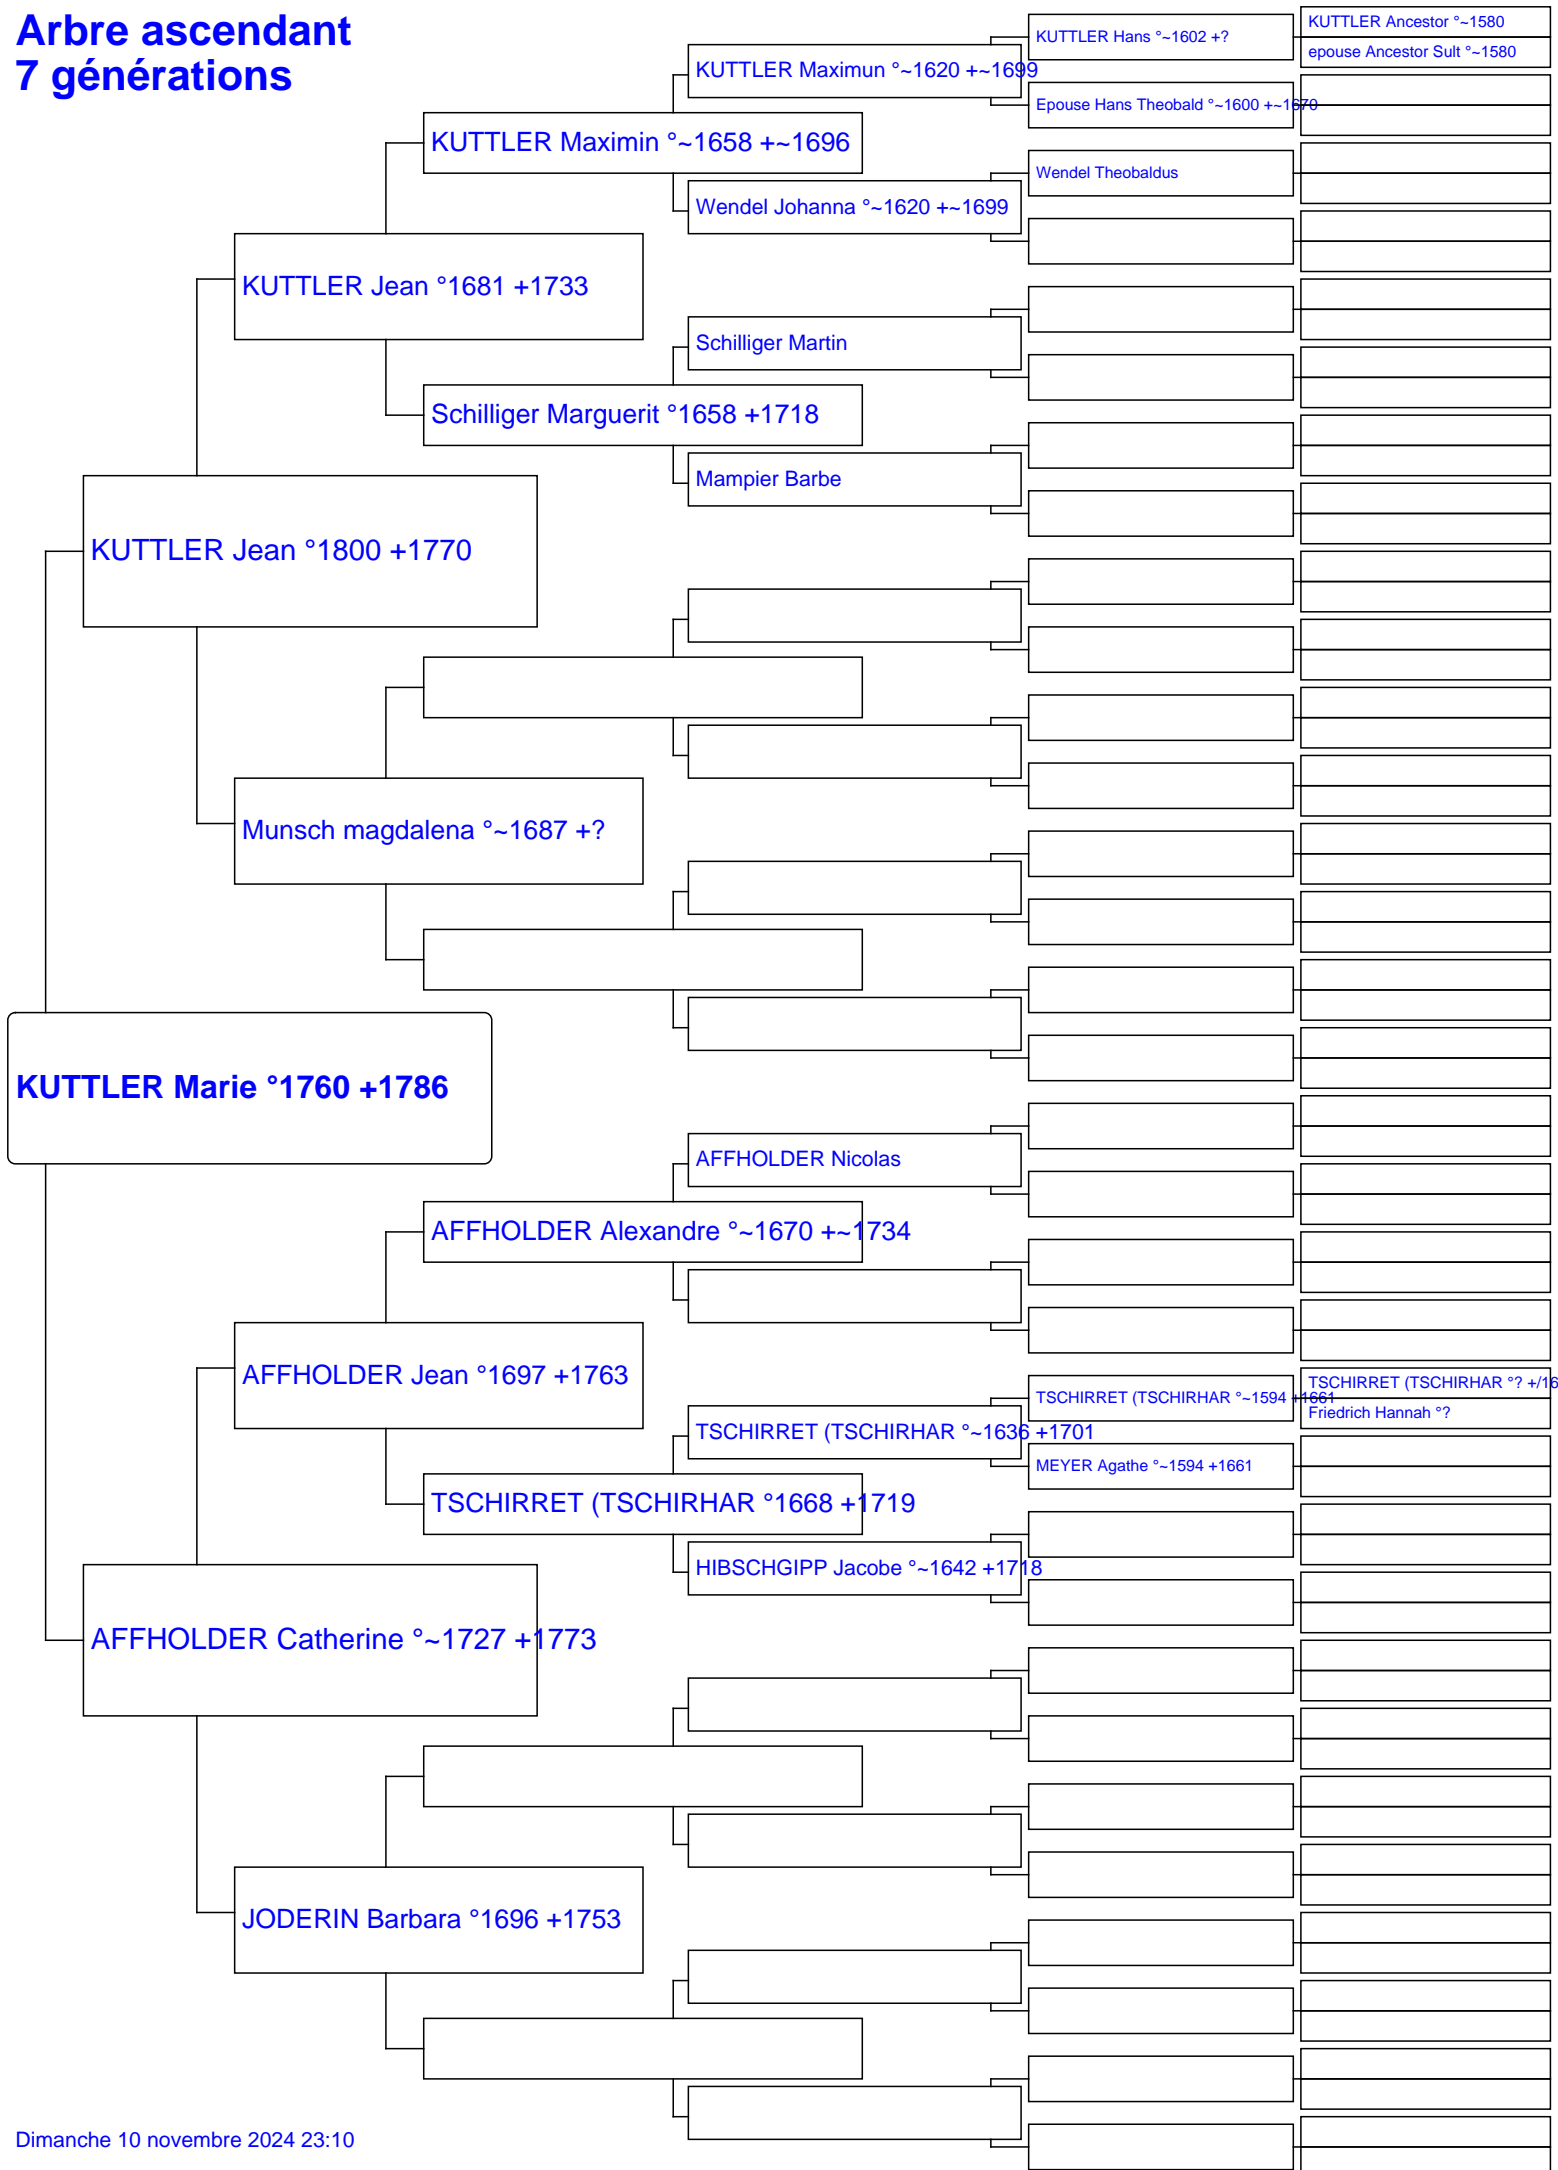 Arbre ascendant
7 générations
KUTTLER Ancestor °~1580
epouse Ancestor Sult °~1580
KUTTLER Hans °~1602 +?
KUTTLER Maximun °~1620 +~1699
Epouse Hans Theobald °~1600 +~1670
KUTTLER Maximin °~1658 +~1696
Wendel Theobaldus
Wendel Johanna °~1620 +~1699
KUTTLER Jean °1681 +1733
Schilliger Martin
Schilliger Marguerit °1658 +1718
Mampier Barbe
KUTTLER Jean °1800 +1770
Munsch magdalena °~1687 +?
KUTTLER Marie °1760 +1786
AFFHOLDER Nicolas
AFFHOLDER Alexandre °~1670 +~1734
AFFHOLDER Jean °1697 +1763
TSCHIRRET (TSCHIRHAR °? +/16
TSCHIRRET (TSCHIRHAR °~1594 +1661
Friedrich Hannah °?
TSCHIRRET (TSCHIRHAR °~1636 +1701
MEYER Agathe °~1594 +1661
TSCHIRRET (TSCHIRHAR °1668 +1719
HIBSCHGIPP Jacobe °~1642 +1718
AFFHOLDER Catherine °~1727 +1773
JODERIN Barbara °1696 +1753
Dimanche 10 novembre 2024 23:10